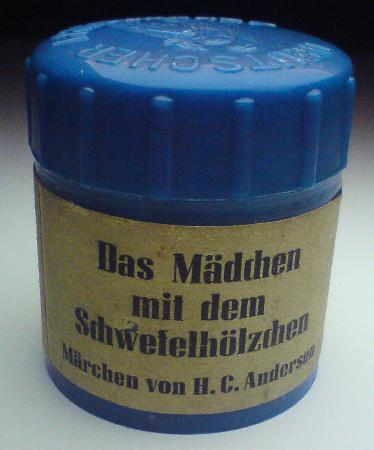 Das Mädchen
mit dem
Schwefelhölzchen
Märchen von H. C. Andersen